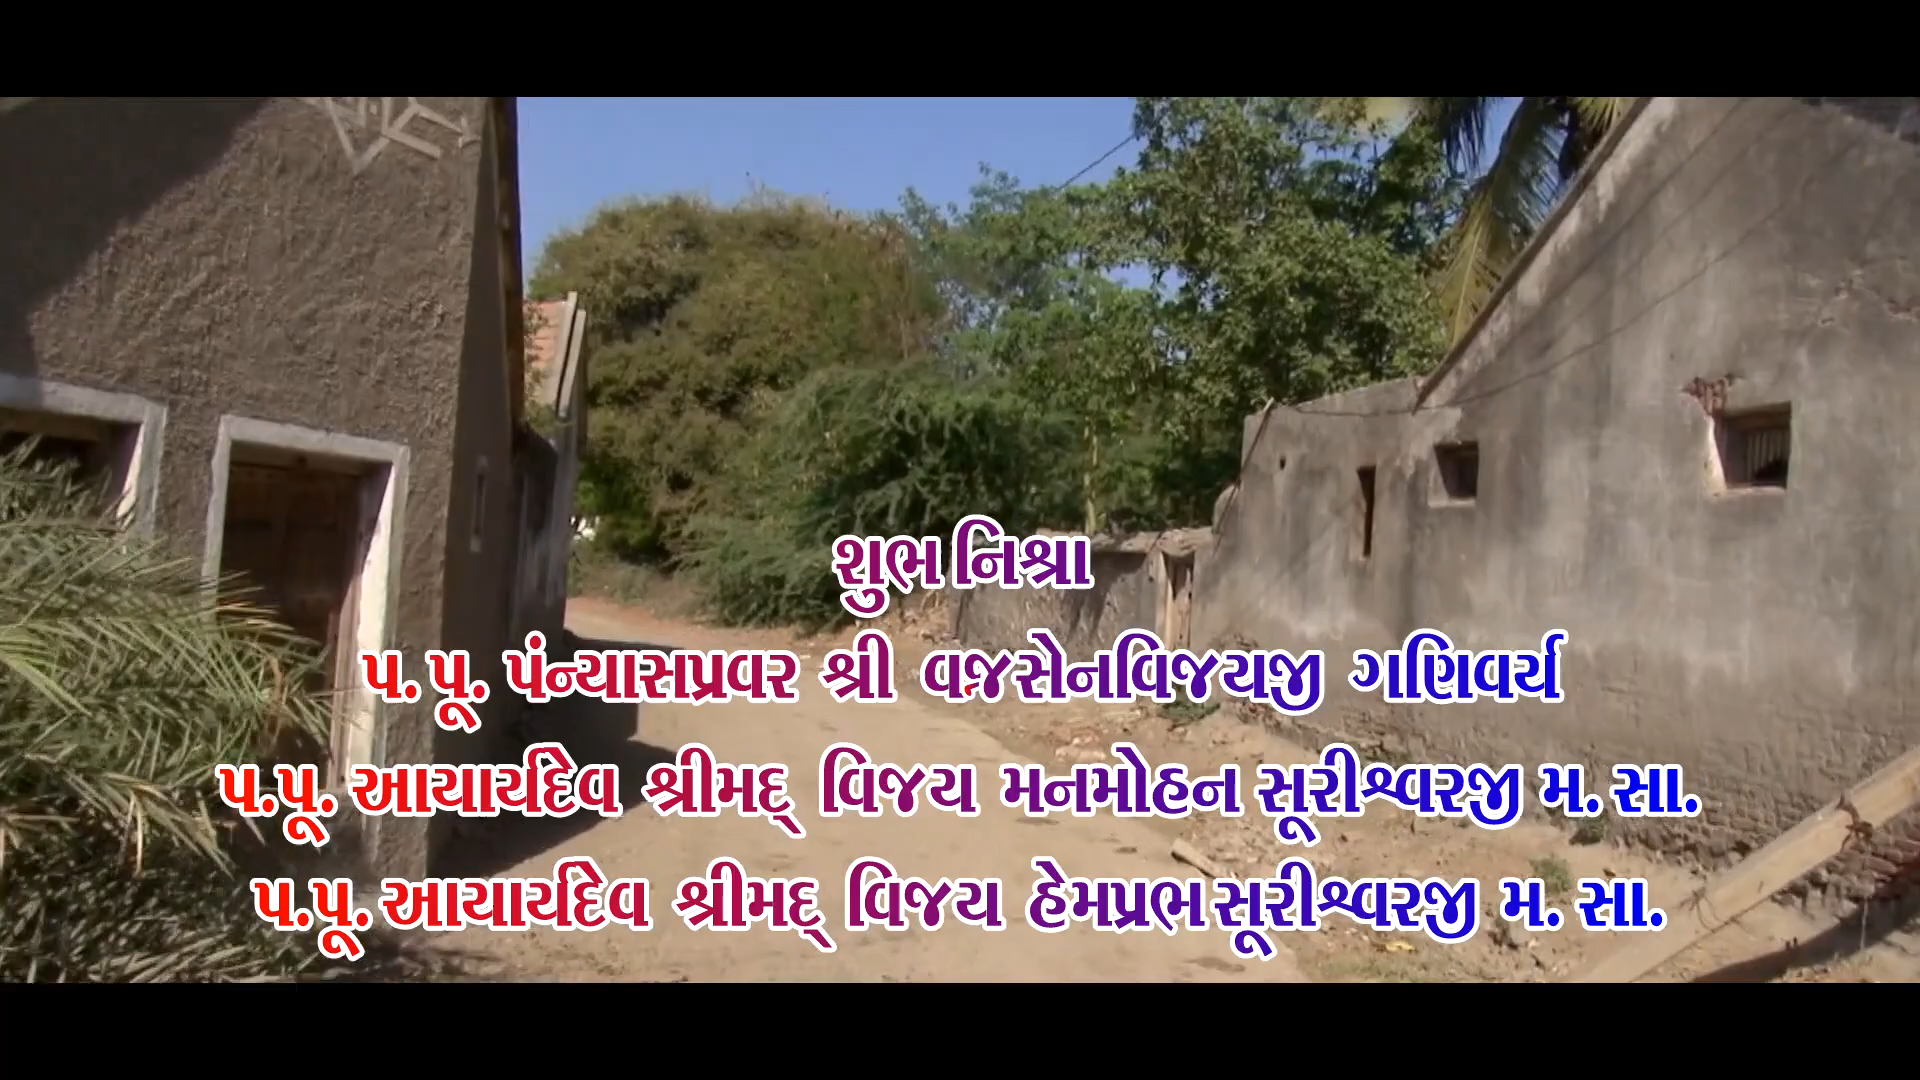 શુભ નિશ્રા
પ. પૂ. પંન્યાસપ્રવર શ્રી વજ્રસેનવિજયજી ગણિવર્ય
પ.પૂ. આચાર્યદેવ શ્રીમદ્ વિજય મનમોહન સૂરીશ્વરજી મ. સા.
પ.પૂ. આચાર્યદેવ શ્રીમદ્ વિજય હેમપ્રભ સૂરીશ્વરજી મ. સા.